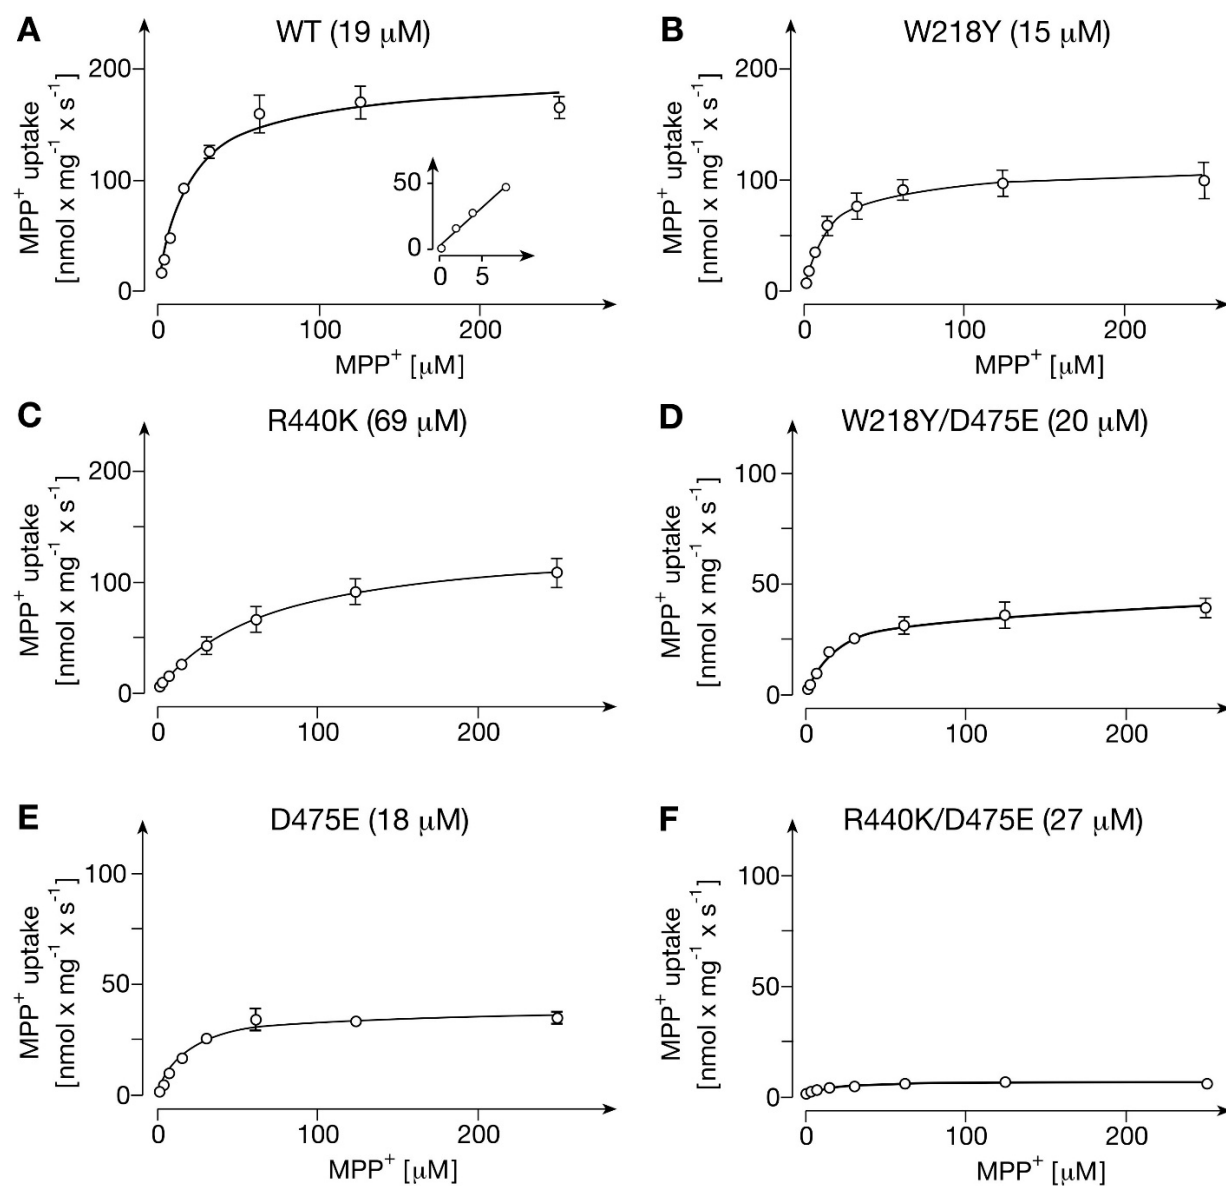 A
WT (19 μM)
MPP⁺ uptake
[nmol x mg⁻¹ x s⁻¹]
200
100
0
50
0
0 5
0 100 200
MPP⁺ [μM]
B
W218Y (15 μM)
MPP⁺ uptake
[nmol x mg⁻¹ x s⁻¹]
200
100
0
0 100 200
MPP⁺ [μM]
C
R440K (69 μM)
MPP⁺ uptake
[nmol x mg⁻¹ x s⁻¹]
200
100
0
0 100 200
D
W218Y/D475E (20 μM)
MPP⁺ uptake
[nmol x mg⁻¹ x s⁻¹]
100
50
0
0 100 200
E
D475E (18 μM)
MPP⁺ uptake
[nmol x mg⁻¹ x s⁻¹]
100
50
0
0 100 200
MPP⁺ [μM]
F
R440K/D475E (27 μM)
MPP⁺ uptake
[nmol x mg⁻¹ x s⁻¹]
100
50
0
0 100 200
MPP⁺ [μM]